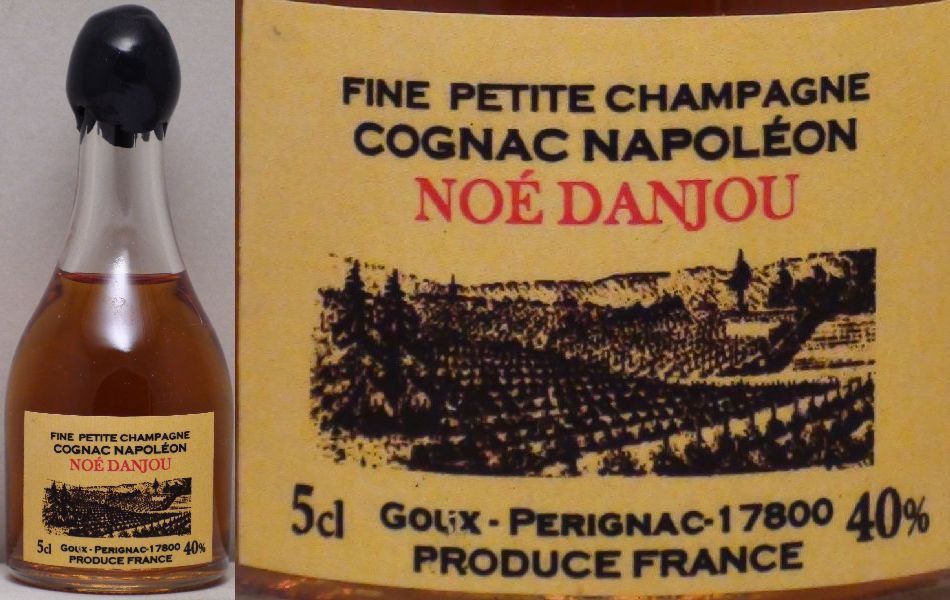 FINE PETITE CHAMPAGNE
COGNAC NAPOLÉON
NOÉ DANJOU
5cl GOUX - PERIGNAC-17800 40%
PRODUCE FRANCE
FINE PETITE CHAMPAGNE
COGNAC NAPOLÉON
NOÉ DANJOU
5cl GOUX - PERIGNAC-17800 40%
PRODUCE FRANCE